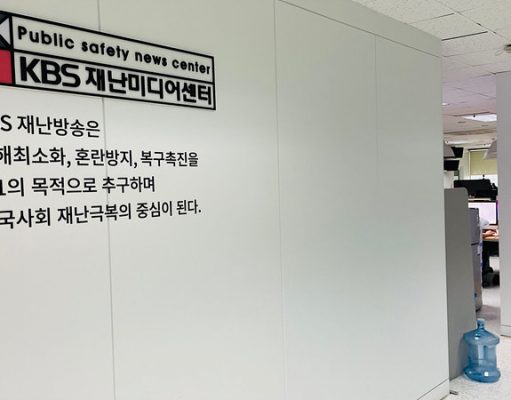 Public safety news center
KBS 재난미디어센터
S 재난방송은
해최소화, 혼란방지, 복구촉진을
1의 목적으로 추구하며
국사회 재난극복의 중심이 된다.